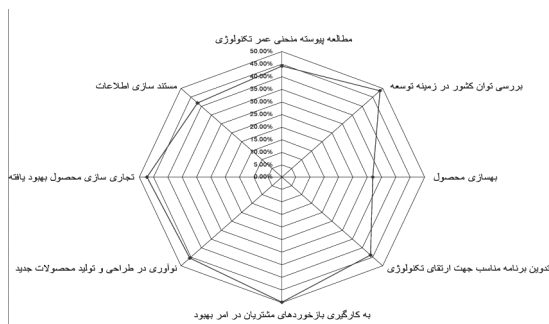 مطالعه پیوسته منحنی عمر تکنولوژی
50.00%
45.00%
40.00%
35.00%
30.00%
25.00%
20.00%
15.00%
10.00%
5.00%
0.00%
بررسی توان کشور در زمینه توسعه
بهسازی محصول
تدوین برنامه مناسب جهت ارتقای تکنولوژی
به کارگیری بازخوردهای مشتریان در امر بهبود
نوآوری در طراحی و تولید محصولات جدید
تجاری سازی محصول بهبود یافته
مستند سازی اطلاعات